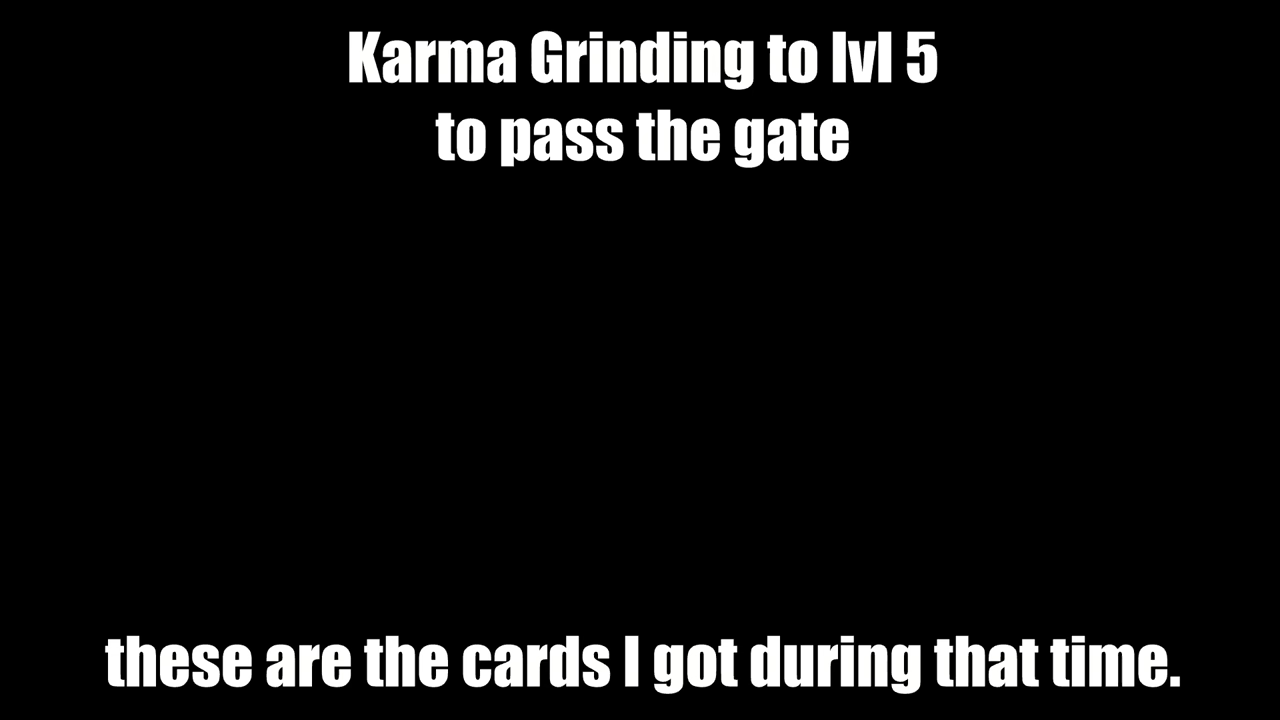 Karma Grinding to lvl 5
to pass the gate
these are the cards I got during that time.